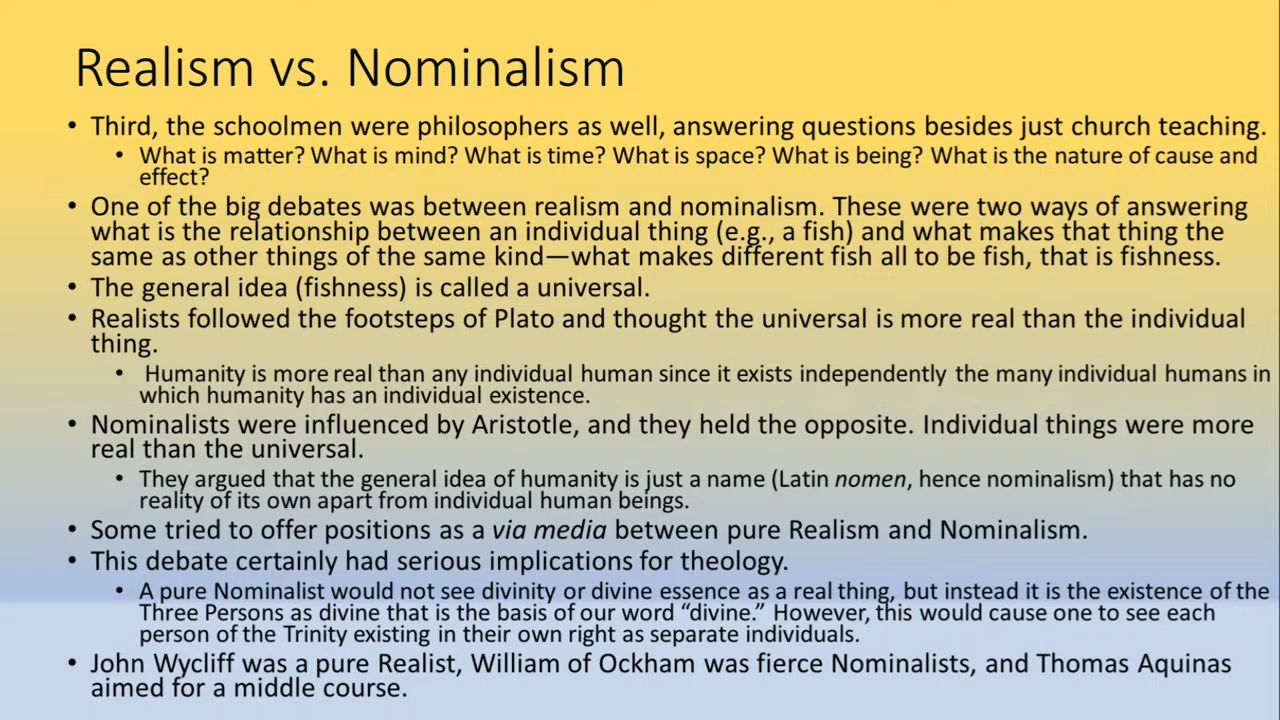 Realism vs. Nominalism
• Third, the schoolmen were philosophers as well, answering questions besides just church teaching.
• What is matter? What is mind? What is time? What is space? What is being? What is the nature of cause and
effect?
• One of the big debates was between realism and nominalism. These were two ways of answering
what is the relationship between an individual thing (e.g., a fish) and what makes that thing the
same as other things of the same kind—what makes different fish all to be fish, that is fishness.
• The general idea (fishness) is called a universal.
• Realists followed the footsteps of Plato and thought the universal is more real than the individual
thing.
• Humanity is more real than any individual human since it exists independently the many individual humans in
which humanity has an individual existence.
• Nominalists were influenced by Aristotle, and they held the opposite. Individual things were more
real than the universal.
• They argued that the general idea of humanity is just a name (Latin nomen, hence nominalism) that has no
reality of its own apart from individual human beings.
• Some tried to offer positions as a via media between pure Realism and Nominalism.
• This debate certainly had serious implications for theology.
• A pure Nominalist would not see divinity or divine essence as a real thing, but instead it is the existence of the
Three Persons as divine that is the basis of our word “divine.” However, this would cause one to see each
person of the Trinity existing in their own right as separate individuals.
• John Wycliff was a pure Realist, William of Ockham was fierce Nominalists, and Thomas Aquinas
aimed for a middle course.